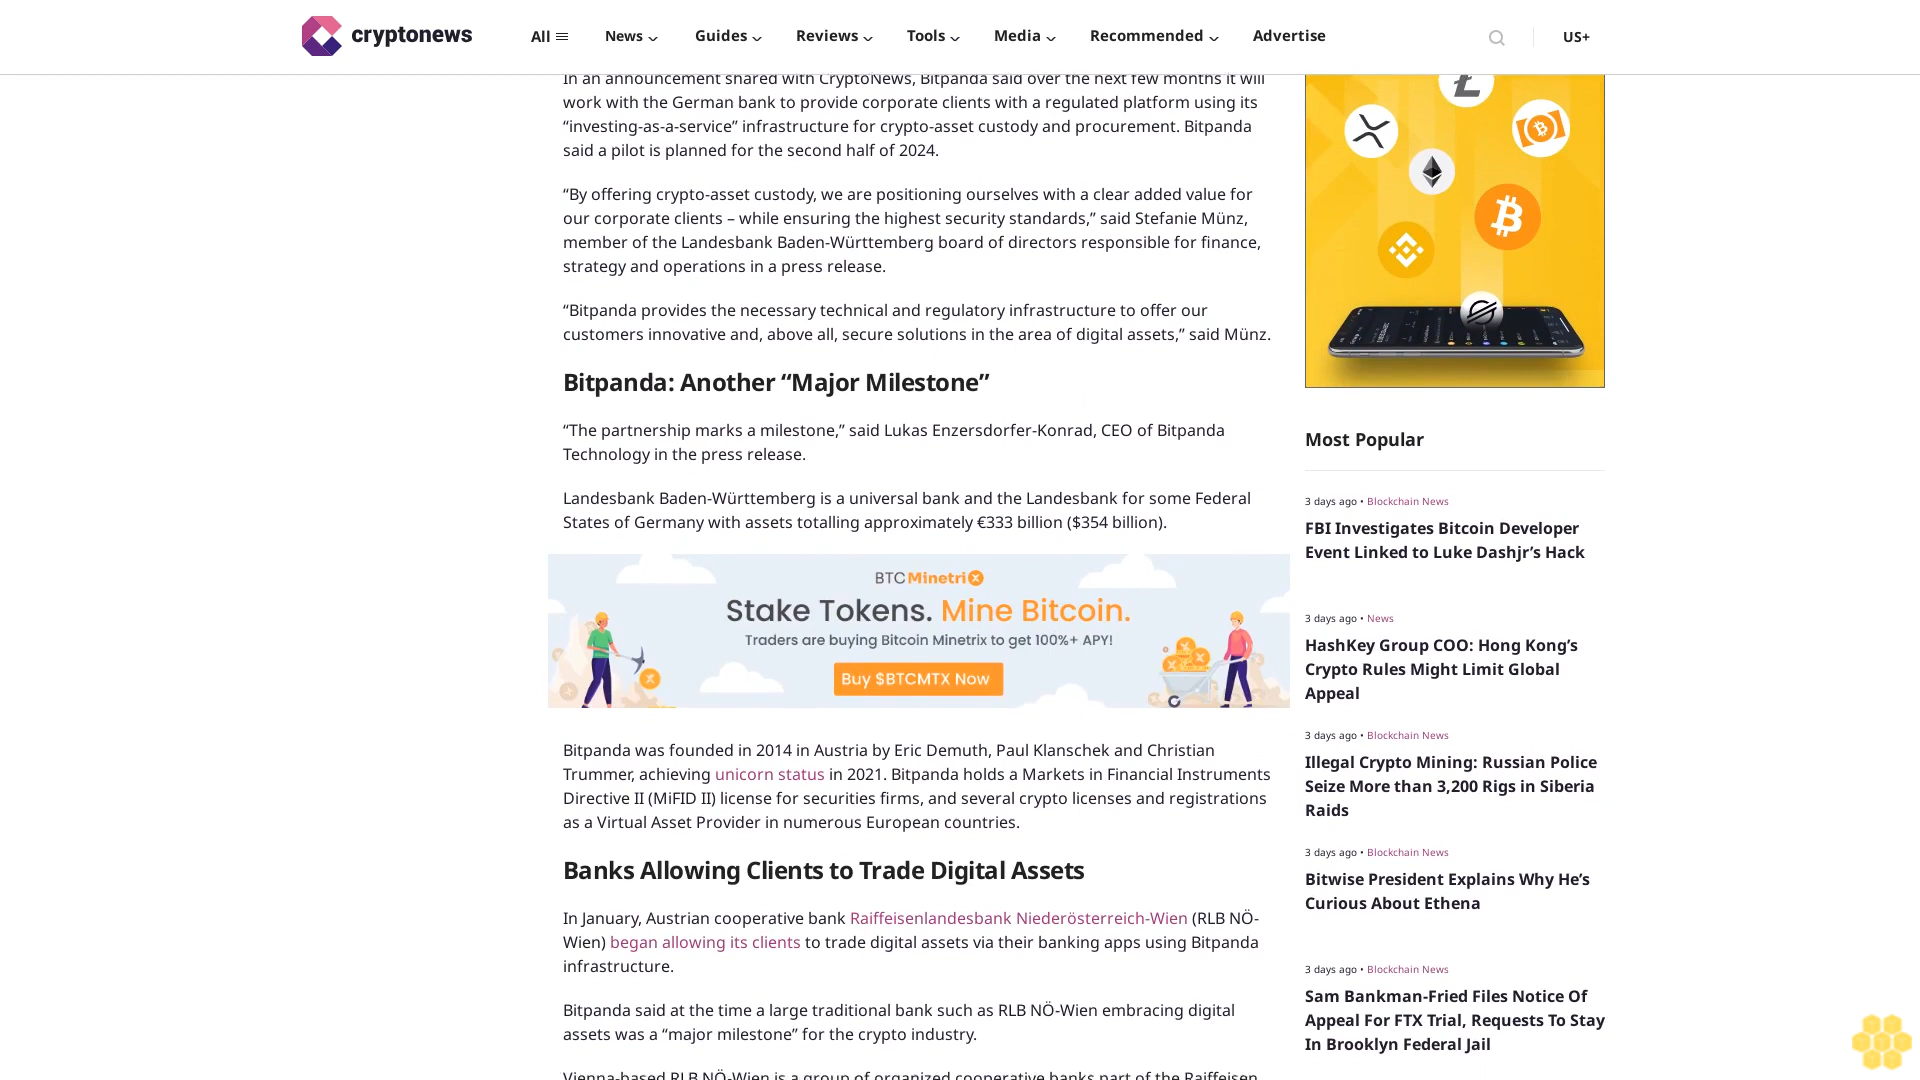 cryptonews
All
News
Guides
Reviews
Tools
Media
Recommended
Advertise
US+
In an announcement shared with CryptoNews, Bitpanda said over the next few months it will
work with the German bank to provide corporate clients with a regulated platform using its
“investing-as-a-service” infrastructure for crypto-asset custody and procurement. Bitpanda
said a pilot is planned for the second half of 2024.
“By offering crypto-asset custody, we are positioning ourselves with a clear added value for
our corporate clients – while ensuring the highest security standards,” said Stefanie Münz,
member of the Landesbank Baden-Württemberg board of directors responsible for finance,
strategy and operations in a press release.
“Bitpanda provides the necessary technical and regulatory infrastructure to offer our
customers innovative and, above all, secure solutions in the area of digital assets,” said Münz.
Bitpanda: Another “Major Milestone”
“The partnership marks a milestone,” said Lukas Enzersdorfer-Konrad, CEO of Bitpanda
Technology in the press release.
Landesbank Baden-Württemberg is a universal bank and the Landesbank for some Federal
States of Germany with assets totalling approximately €333 billion ($354 billion).
BTC Minetrix
Stake Tokens. Mine Bitcoin.
Traders are buying Bitcoin Minetrix to get 100%+ APY!
Buy $BTCMTX Now
Bitpanda was founded in 2014 in Austria by Eric Demuth, Paul Klanschek and Christian
Trummer, achieving unicorn status in 2021. Bitpanda holds a Markets in Financial Instruments
Directive II (MiFID II) license for securities firms, and several crypto licenses and registrations
as a Virtual Asset Provider in numerous European countries.
Banks Allowing Clients to Trade Digital Assets
In January, Austrian cooperative bank Raiffeisenlandesbank Niederösterreich-Wien (RLB NÖ-
Wien) began allowing its clients to trade digital assets via their banking apps using Bitpanda
infrastructure.
Bitpanda said at the time a large traditional bank such as RLB NÖ-Wien embracing digital
assets was a “major milestone” for the crypto industry.
Vienna-based RLB NÖ-Wien is a group of organized cooperative banks part of the Raiffeisen
Most Popular
3 days ago • Blockchain News
FBI Investigates Bitcoin Developer
Event Linked to Luke Dashjr’s Hack
3 days ago • News
HashKey Group COO: Hong Kong’s
Crypto Rules Might Limit Global
Appeal
3 days ago • Blockchain News
Illegal Crypto Mining: Russian Police
Seize More than 3,200 Rigs in Siberia
Raids
3 days ago • Blockchain News
Bitwise President Explains Why He’s
Curious About Ethena
3 days ago • Blockchain News
Sam Bankman-Fried Files Notice Of
Appeal For FTX Trial, Requests To Stay
In Brooklyn Federal Jail